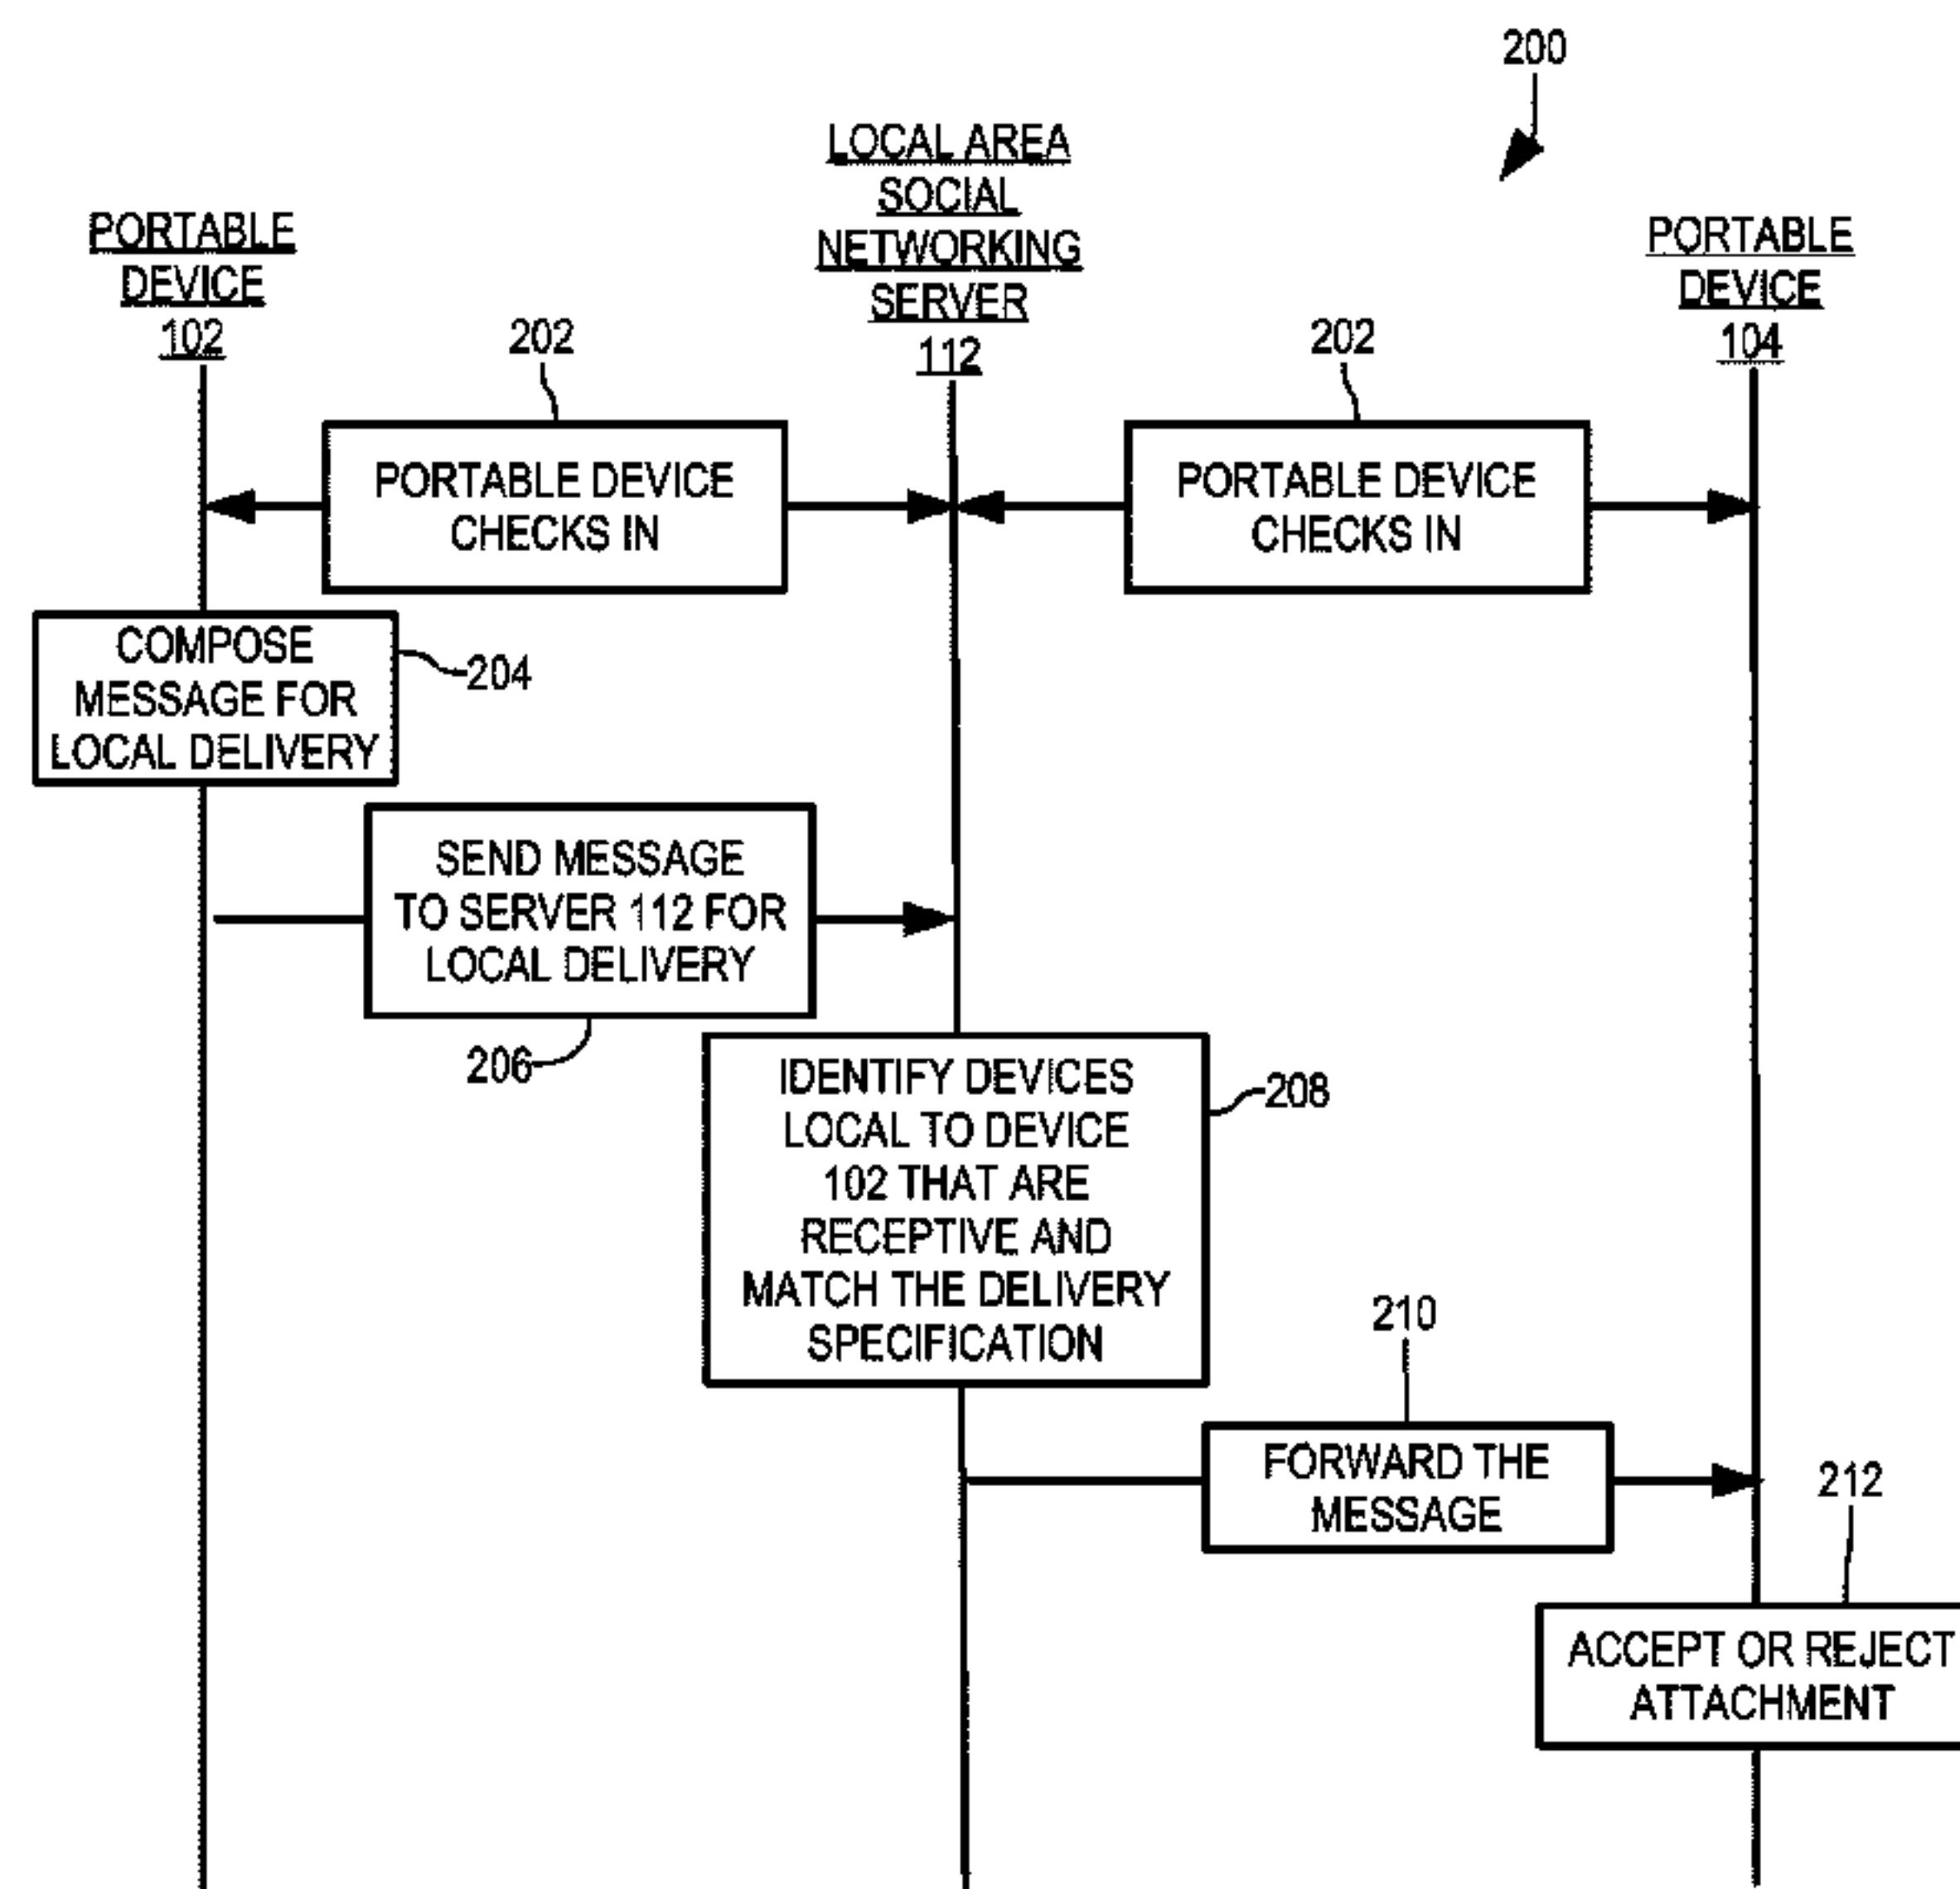 200
LOCAL AREA
SOCIAL
NETWORKING
SERVER
112
PORTABLE
DEVICE
102
PORTABLE
DEVICE
104
202
202
PORTABLE DEVICE
CHECKS IN
PORTABLE DEVICE
CHECKS IN
COMPOSE
MESSAGE FOR
LOCAL DELIVERY
204
SEND MESSAGE
TO SERVER 112 FOR
LOCAL DELIVERY
206
IDENTIFY DEVICES
LOCAL TO DEVICE
102 THAT ARE
RECEPTIVE AND
MATCH THE DELIVERY
SPECIFICATION
208
210
FORWARD THE
MESSAGE
212
ACCEPT OR REJECT
ATTACHMENT